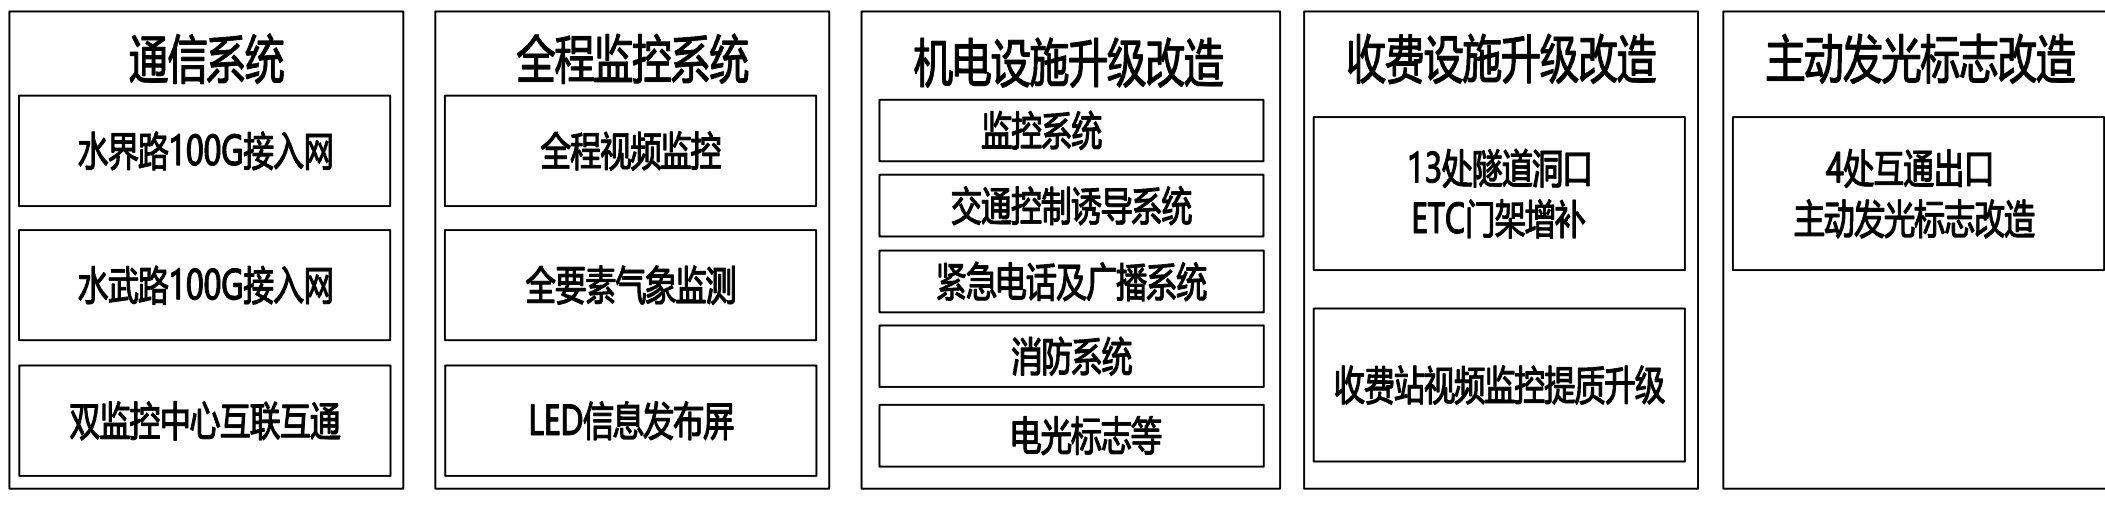 通信系统
水界路100G接入网
水武路100G接入网
双监控中心互联互通
全程监控系统
全程视频监控
全要素气象监测
LED信息发布屏
机电设施升级改造
监控系统
交通控制诱导系统
紧急电话及广播系统
消防系统
电光标志等
收费设施升级改造
13处隧道洞口
ETC门架增补
收费站视频监控提质升级
主动发光标志改造
4处互通出口
主动发光标志改造